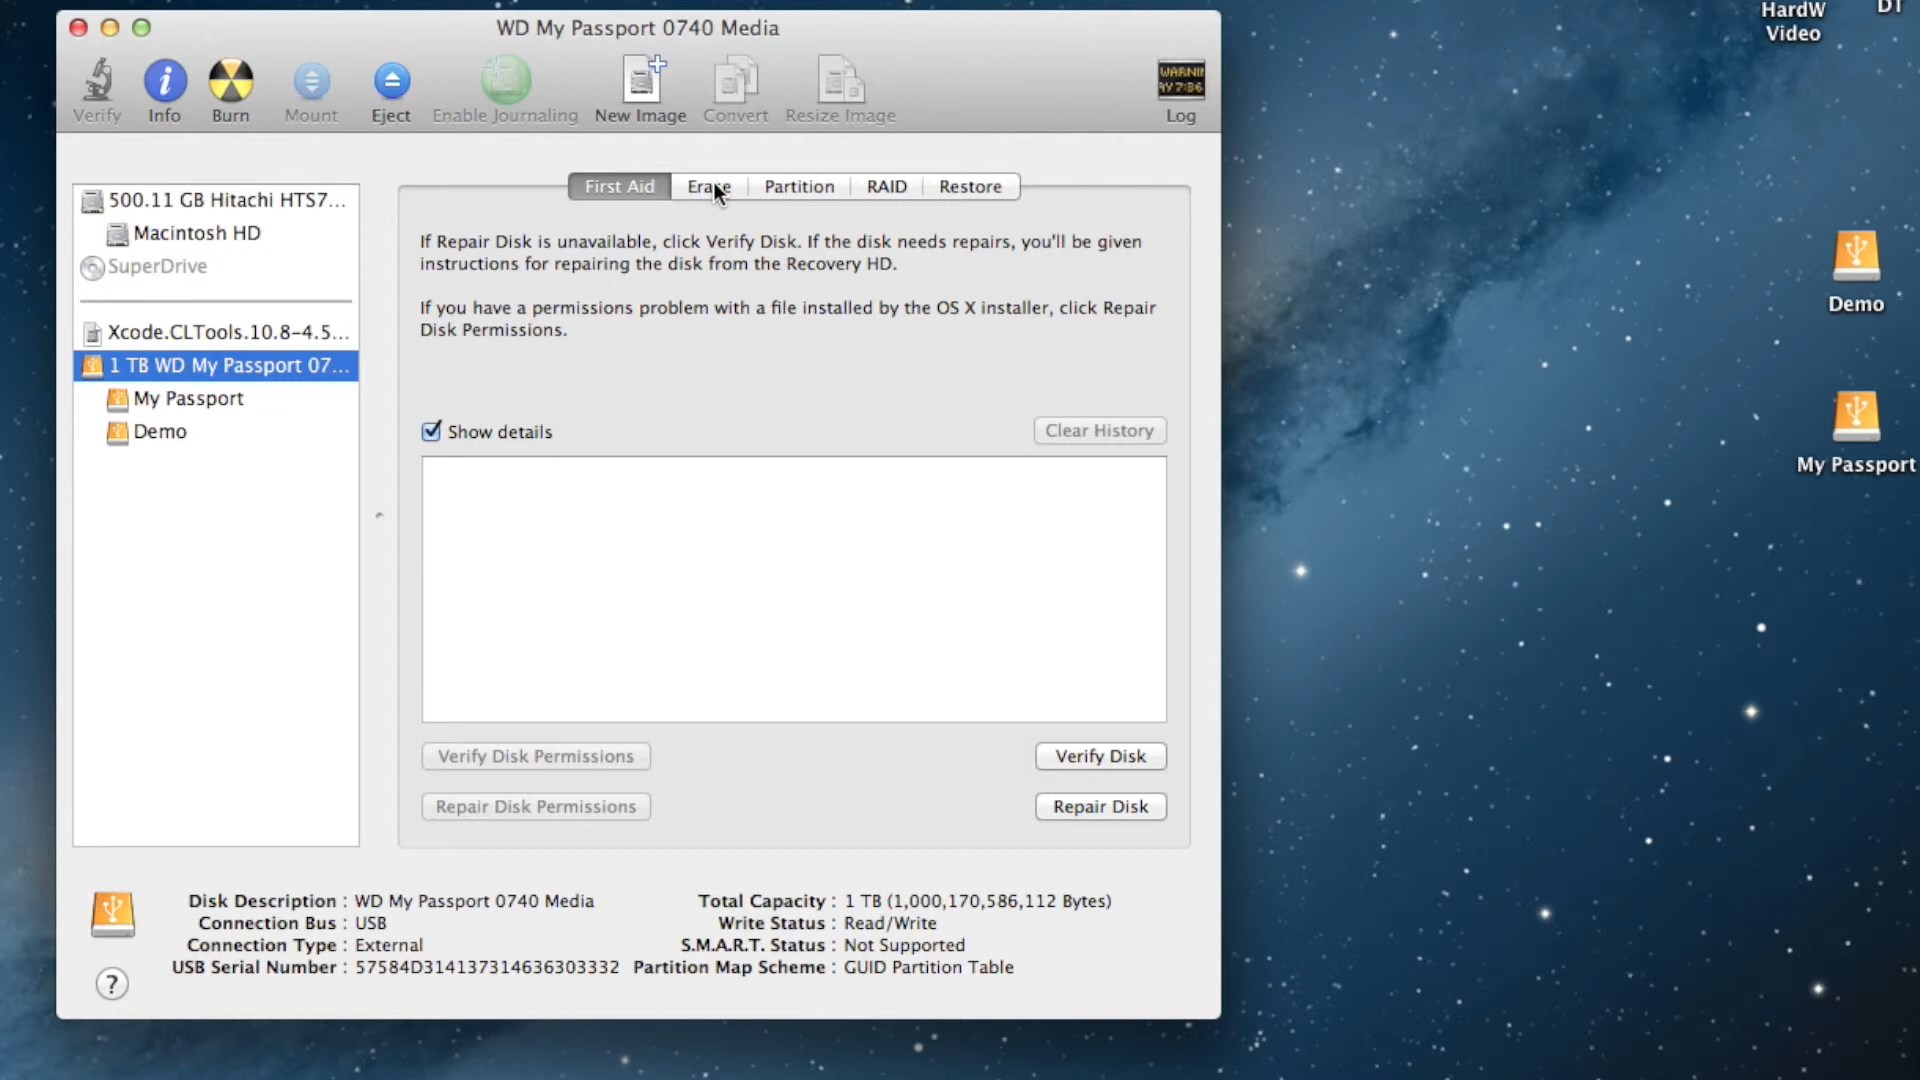 WD My Passport 0740 Media
Verify
Info
Burn
Mount
Eject
Enable Journaling
New Image
Convert
Resize Image
WARNIN
AY 7:36
Log
500.11 GB Hitachi HTS7...
Macintosh HD
SuperDrive
Xcode.CLTools.10.8-4.5...
1 TB WD My Passport 07...
My Passport
Demo
First Aid
Erase
Partition
RAID
Restore
If Repair Disk is unavailable, click Verify Disk. If the disk needs repairs, you'll be given
instructions for repairing the disk from the Recovery HD.
If you have a permissions problem with a file installed by the OS X installer, click Repair
Disk Permissions.
Show details
Clear History
Verify Disk Permissions
Verify Disk
Repair Disk Permissions
Repair Disk
Disk Description : WD My Passport 0740 Media
Connection Bus : USB
Connection Type : External
USB Serial Number : 57584D314137314636303332
Total Capacity : 1 TB (1,000,170,586,112 Bytes)
Write Status : Read/Write
S.M.A.R.T. Status : Not Supported
Partition Map Scheme : GUID Partition Table
?
HardW
Video
DT
Demo
My Passport